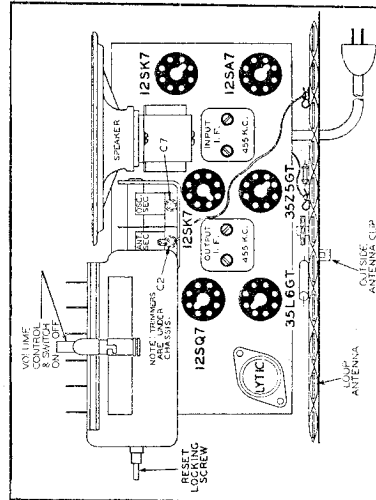 VOLUME
CONTROL
& SWITCH
ON
OFF
RESET
LOCKING
SCREW
NOTE: TRIMMERS
ARE UNDER
CHASSIS.
SPEAKER
ANT.
SEC
OSC.
SEC
C2
C7
12SK7
12SK7
12SA7
INPUT
I. F.
455 K.C.
OUTPUT
I. F.
455 K.C.
12SQ7
LYTIC
35L6GT
35Z5GT
LOOP
ANTENNA
OUTSIDE
ANTENNA CLIP